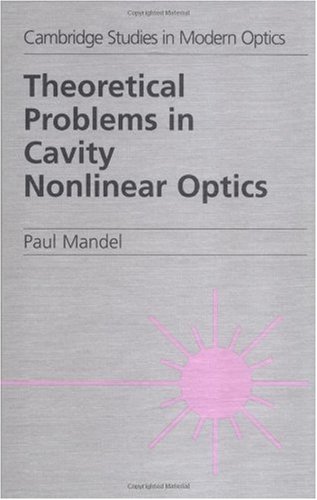 Cambridge Studies in Modern Optics
Theoretical
Problems in
Cavity
Nonlinear Optics
Paul Mandel